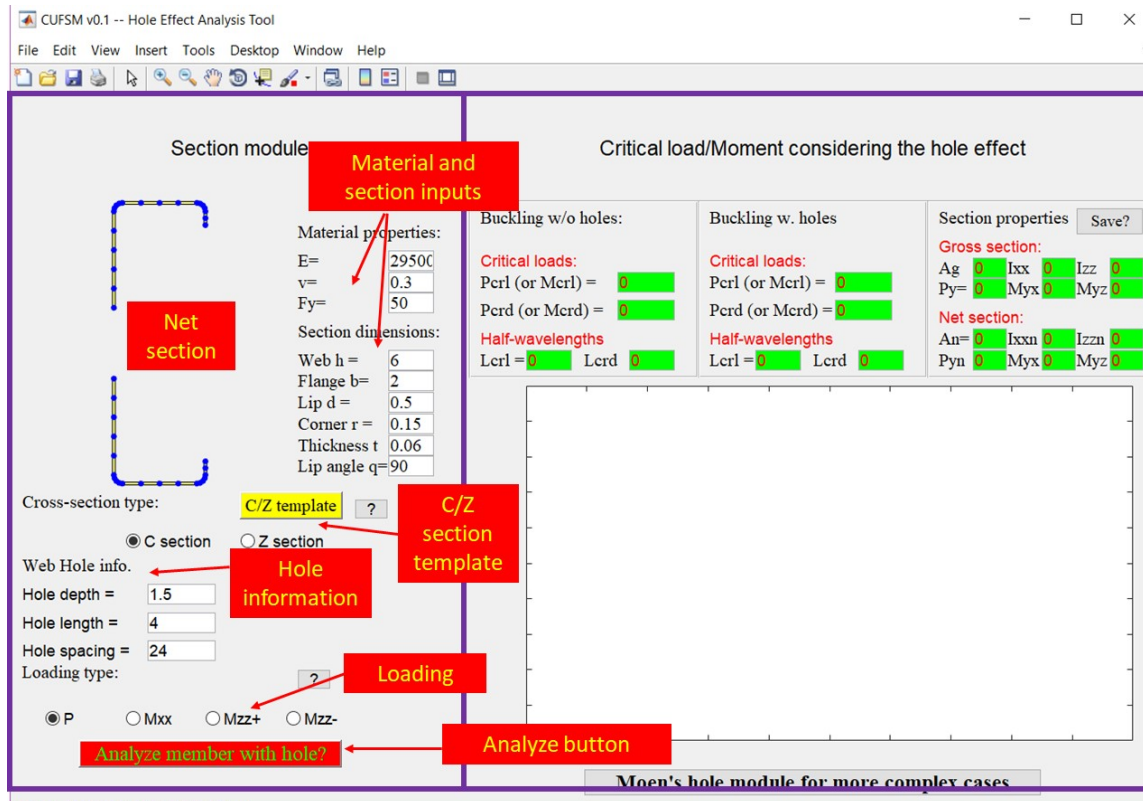 CUFSM v0.1 -- Hole Effect Analysis Tool
File Edit View Insert Tools Desktop Window Help
Section module
Material and
section inputs
Net
section
Material properties:
E= 29500
v= 0.3
Fy= 50
Section dimensions:
Web h = 6
Flange b= 2
Lip d = 0.5
Corner r = 0.15
Thickness t 0.06
Lip angle q= 90
Cross-section type:
C/Z template
?
C/Z
section
template
C section Z section
Web Hole info.
Hole
information
Hole depth = 1.5
Hole length = 4
Hole spacing = 24
Loading type:
?
Loading
P Mxx Mzz+ Mzz-
Analyze member with hole?
Analyze button
Critical load/Moment considering the hole effect
Buckling w/o holes:
Critical loads:
Pcrl (or Mcrl) = 0
Pcrd (or Mcrd) = 0
Half-wavelengths
Lcrl = 0 Lcrd 0
Buckling w. holes
Critical loads:
Pcrl (or Mcrl) = 0
Pcrd (or Mcrd) = 0
Half-wavelengths
Lcrl = 0 Lcrd 0
Section properties Save?
Gross section:
Ag 0 Ixx 0 Izz 0
Py= 0 Myx 0 Myz 0
Net section:
An= 0 Ixxn 0 Izzn 0
Pyn 0 Myx 0 Myz 0
Moen's hole module for more complex cases